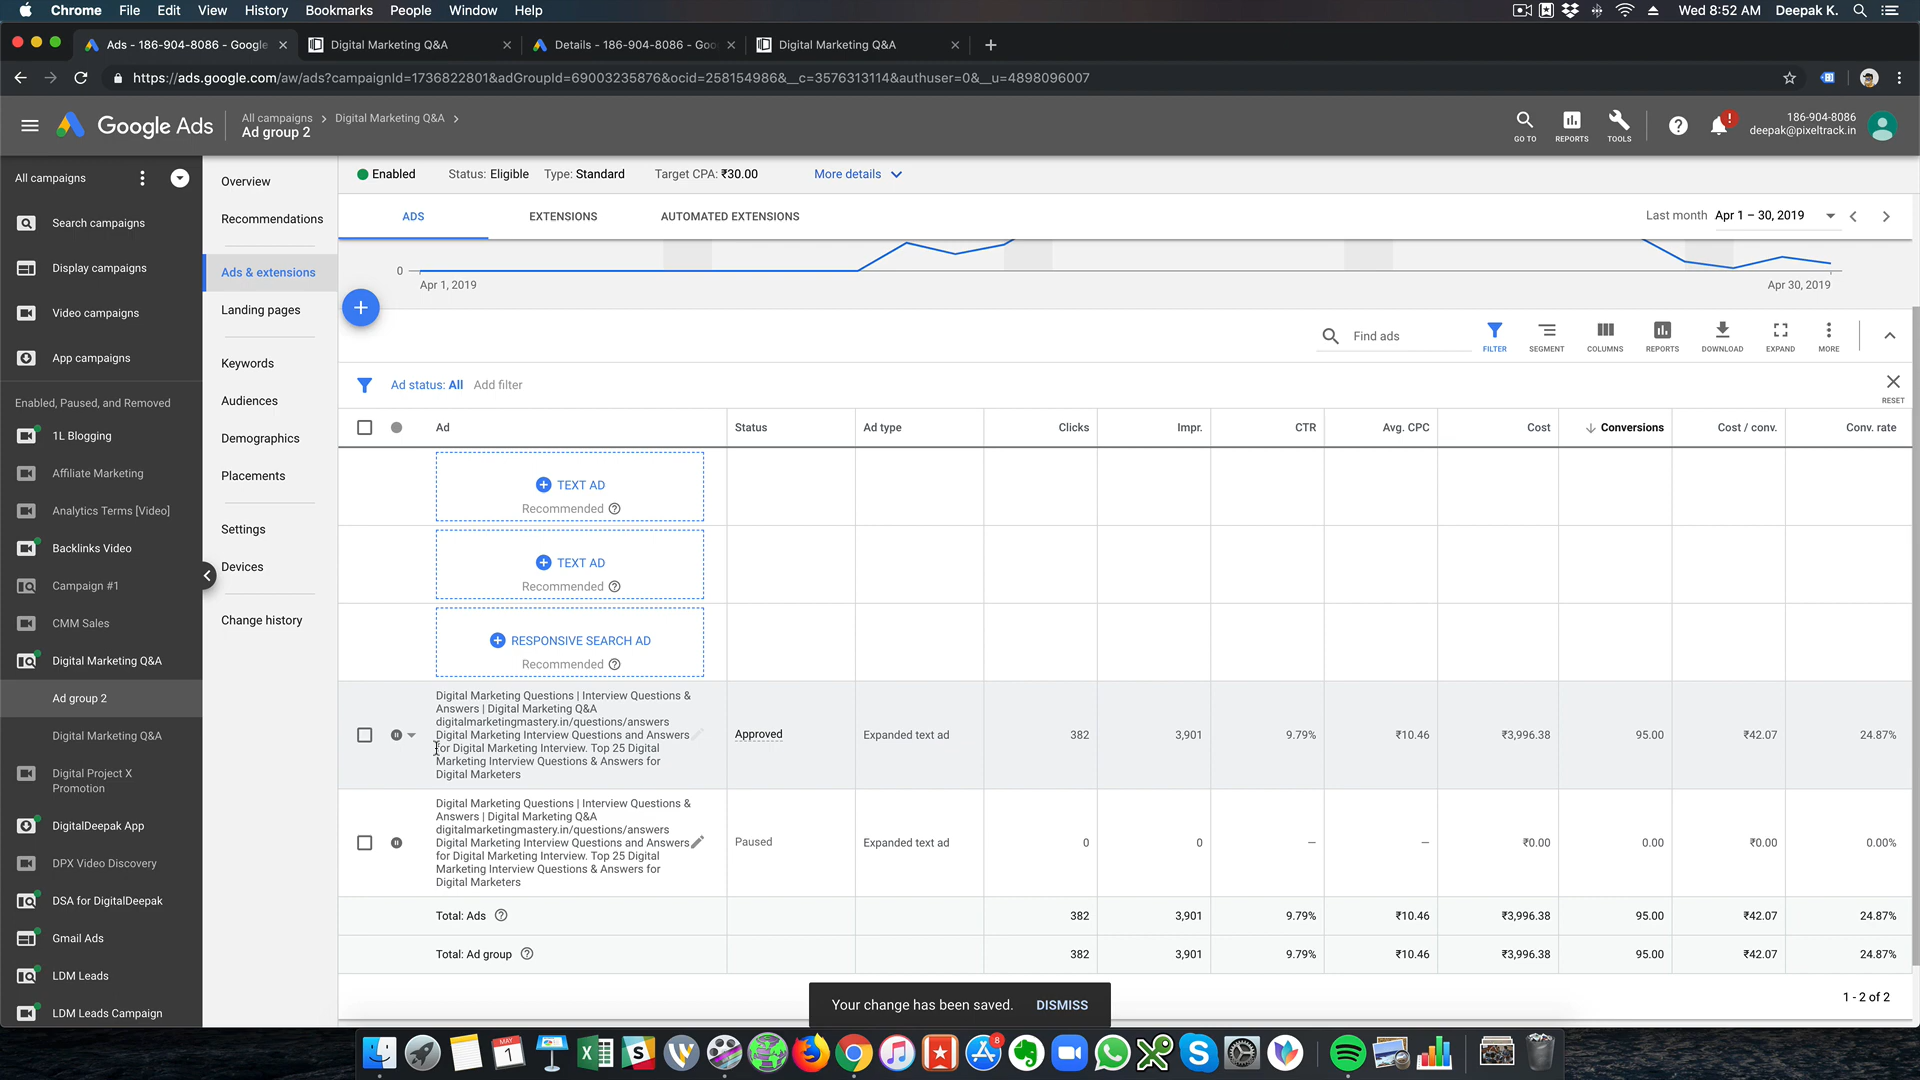 Chrome File Edit View History Bookmarks People Window Help
Wed 8:52 AM Deepak K.
Ads - 186-904-8086 - Google
Digital Marketing Q&A
Details - 186-904-8086 - Goo
Digital Marketing Q&A
https://ads.google.com/aw/ads?campaignId=1736822801&adGroupId=69003235876&ocid=258154986&__c=3576313114&authuser=0&__u=4898096007
Google Ads
All campaigns > Digital Marketing Q&A >
Ad group 2
GO TO
REPORTS
TOOLS
186-904-8086
deepak@pixeltrack.in
All campaigns
Search campaigns
Display campaigns
Video campaigns
App campaigns
Enabled, Paused, and Removed
1L Blogging
Affiliate Marketing
Analytics Terms [Video]
Backlinks Video
Campaign #1
CMM Sales
Digital Marketing Q&A
Ad group 2
Digital Marketing Q&A
Digital Project X
Promotion
DigitalDeepak App
DPX Video Discovery
DSA for DigitalDeepak
Gmail Ads
LDM Leads
LDM Leads Campaign
Overview
Recommendations
Ads & extensions
Landing pages
Keywords
Audiences
Demographics
Placements
Settings
Devices
Change history
Enabled Status: Eligible Type: Standard Target CPA: ₹30.00 More details
ADS EXTENSIONS AUTOMATED EXTENSIONS
Last month Apr 1 – 30, 2019
0
Apr 1, 2019
Apr 30, 2019
Find ads
FILTER SEGMENT COLUMNS REPORTS DOWNLOAD EXPAND MORE
Ad status: All Add filter
RESET
Ad Status Ad type Clicks Impr. CTR Avg. CPC Cost Conversions Cost / conv. Conv. rate
TEXT AD
Recommended
TEXT AD
Recommended
RESPONSIVE SEARCH AD
Recommended
Digital Marketing Questions | Interview Questions &
Answers | Digital Marketing Q&A
digitalmarketingmastery.in/questions/answers
Digital Marketing Interview Questions and Answers
for Digital Marketing Interview. Top 25 Digital
Marketing Interview Questions & Answers for
Digital Marketers
Approved Expanded text ad 382 3,901 9.79% ₹10.46 ₹3,996.38 95.00 ₹42.07 24.87%
Digital Marketing Questions | Interview Questions &
Answers | Digital Marketing Q&A
digitalmarketingmastery.in/questions/answers
Digital Marketing Interview Questions and Answers
for Digital Marketing Interview. Top 25 Digital
Marketing Interview Questions & Answers for
Digital Marketers
Paused Expanded text ad 0 0 — — ₹0.00 0.00 ₹0.00 0.00%
Total: Ads 382 3,901 9.79% ₹10.46 ₹3,996.38 95.00 ₹42.07 24.87%
Total: Ad group 382 3,901 9.79% ₹10.46 ₹3,996.38 95.00 ₹42.07 24.87%
1 - 2 of 2
Your change has been saved. DISMISS
MAY
1
8